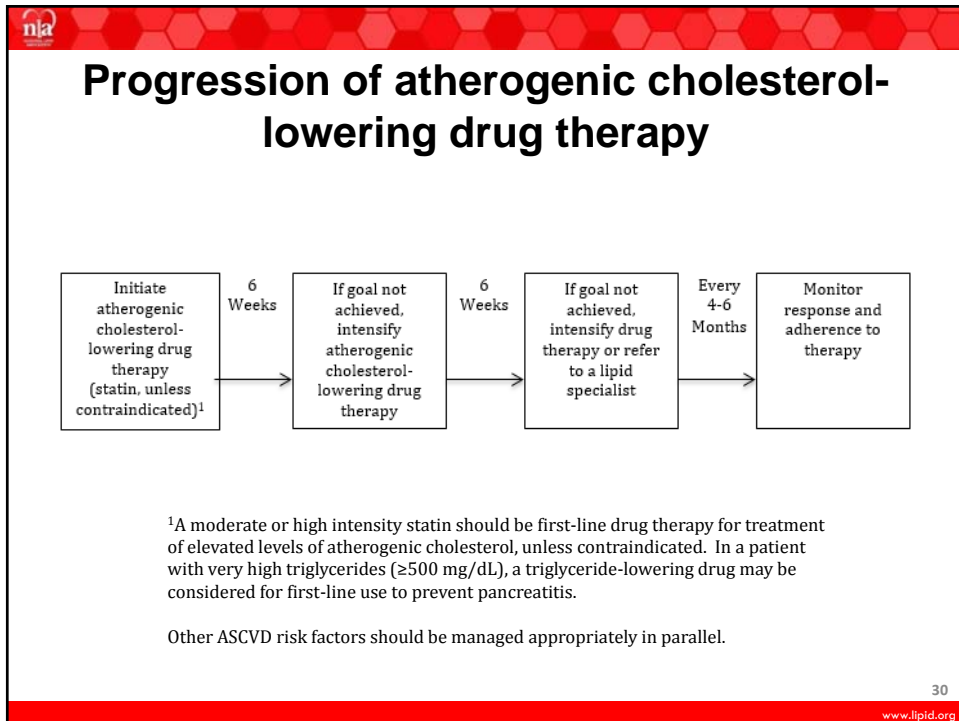 nla
Progression of atherogenic cholesterol-
lowering drug therapy
Initiate
atherogenic
cholesterol-
lowering drug
therapy
(statin, unless
contraindicated)¹
6
Weeks
If goal not
achieved,
intensify
atherogenic
cholesterol-
lowering drug
therapy
6
Weeks
If goal not
achieved,
intensify drug
therapy or refer
to a lipid
specialist
Every
4-6
Months
Monitor
response and
adherence to
therapy
¹A moderate or high intensity statin should be first-line drug therapy for treatment
of elevated levels of atherogenic cholesterol, unless contraindicated. In a patient
with very high triglycerides (≥500 mg/dL), a triglyceride-lowering drug may be
considered for first-line use to prevent pancreatitis.
Other ASCVD risk factors should be managed appropriately in parallel.
30
www.lipid.org